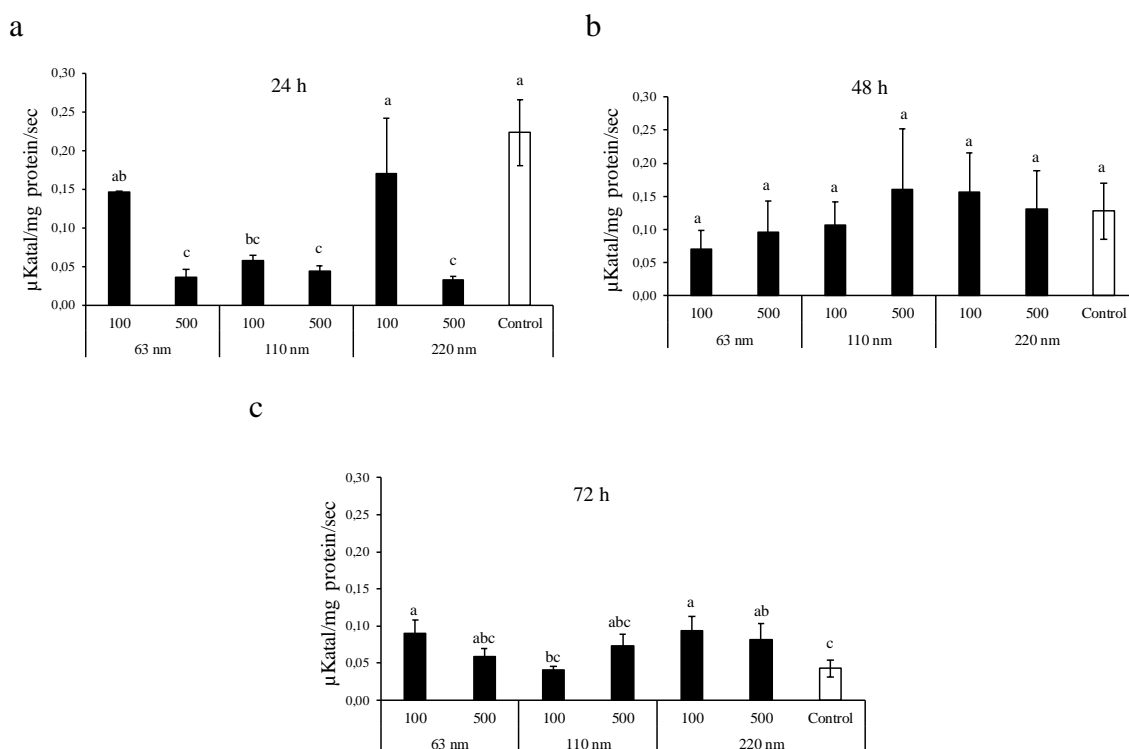 a
24 h
µKatal/mg protein/sec
0,30
0,25
0,20
0,15
0,10
0,05
0,00
ab
c
bc
c
a
c
a
100 500 100 500 100 500 Control
63 nm 110 nm 220 nm
b
48 h
µKatal/mg protein/sec
0,30
0,25
0,20
0,15
0,10
0,05
0,00
a
a
a
a
a
a
a
100 500 100 500 100 500 Control
63 nm 110 nm 220 nm
c
72 h
µKatal/mg protein/sec
0,30
0,25
0,20
0,15
0,10
0,05
0,00
a
abc
bc
abc
a
ab
c
100 500 100 500 100 500 Control
63 nm 110 nm 220 nm